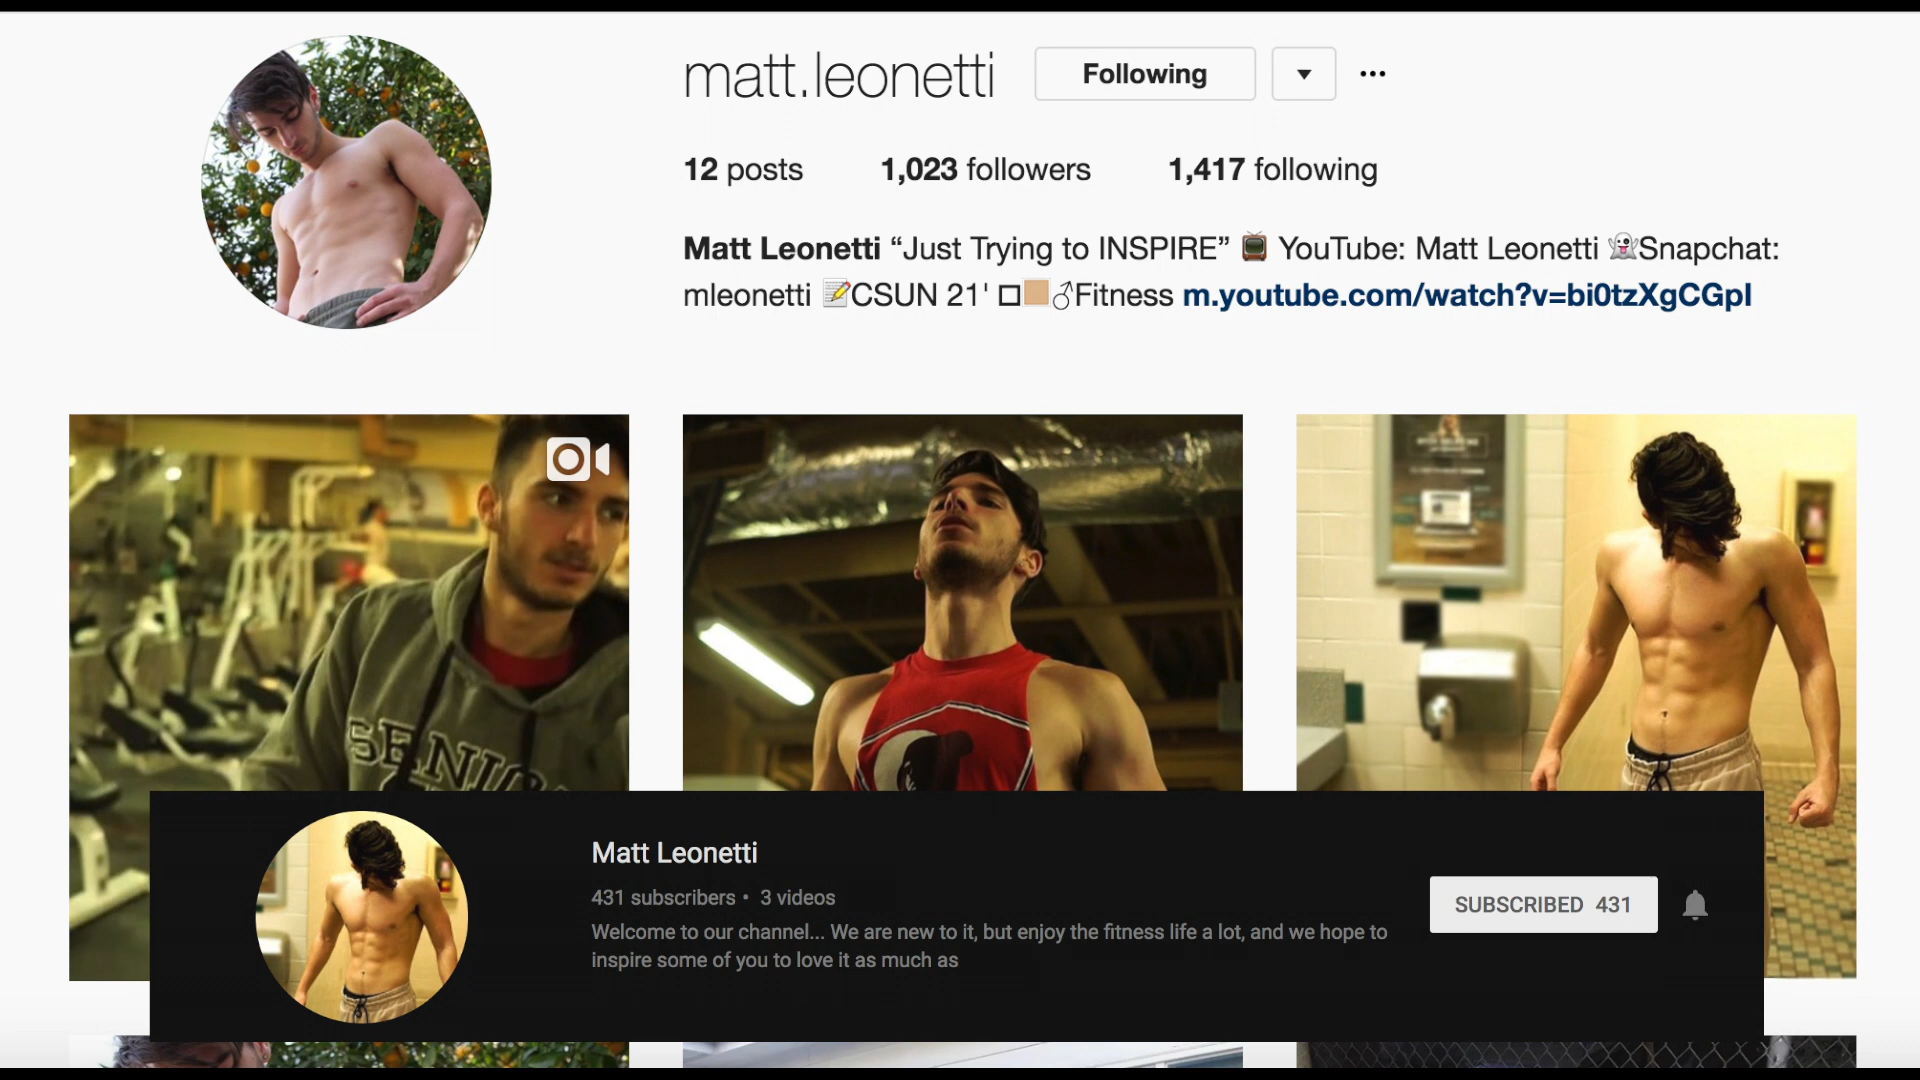 matt.leonetti Following ▼ •••
12 posts 1,023 followers 1,417 following
Matt Leonetti “Just Trying to INSPIRE” 📺 YouTube: Matt Leonetti 👻Snapchat:
mleonetti 📝CSUN 21' ◻🏼♂Fitness m.youtube.com/watch?v=bi0tzXgCGpI
Matt Leonetti
431 subscribers • 3 videos
Welcome to our channel... We are new to it, but enjoy the fitness life a lot, and we hope to
inspire some of you to love it as much as
SUBSCRIBED 431